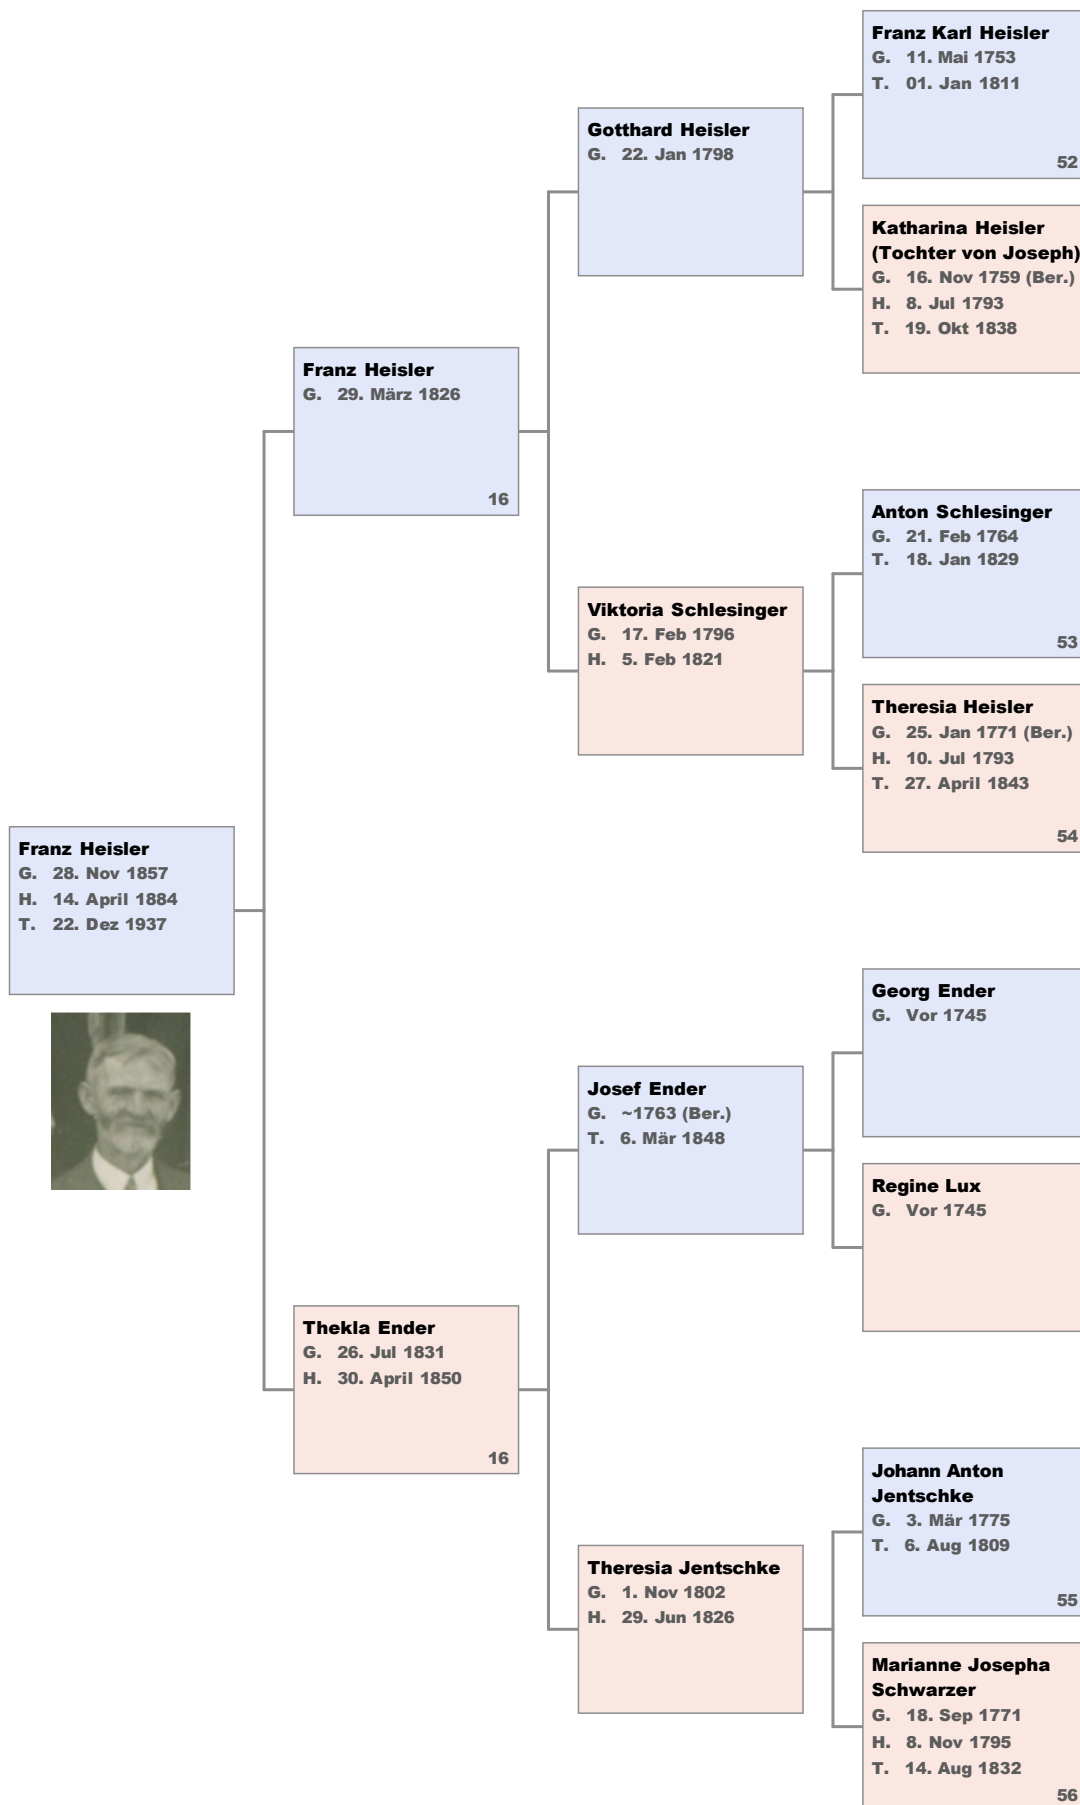 Franz Karl Heisler
G. 11. Mai 1753
T. 01. Jan 1811
52
Gotthard Heisler
G. 22. Jan 1798
Katharina Heisler
(Tochter von Joseph)
G. 16. Nov 1759 (Ber.)
H. 8. Jul 1793
T. 19. Okt 1838
Franz Heisler
G. 29. März 1826
16
Anton Schlesinger
G. 21. Feb 1764
T. 18. Jan 1829
53
Viktoria Schlesinger
G. 17. Feb 1796
H. 5. Feb 1821
Theresia Heisler
G. 25. Jan 1771 (Ber.)
H. 10. Jul 1793
T. 27. April 1843
54
Franz Heisler
G. 28. Nov 1857
H. 14. April 1884
T. 22. Dez 1937
Georg Ender
G. Vor 1745
Josef Ender
G. ~1763 (Ber.)
T. 6. Mär 1848
Regine Lux
G. Vor 1745
Thekla Ender
G. 26. Jul 1831
H. 30. April 1850
16
Johann Anton
Jentschke
G. 3. Mär 1775
T. 6. Aug 1809
55
Theresia Jentschke
G. 1. Nov 1802
H. 29. Jun 1826
Marianne Josepha
Schwarzer
G. 18. Sep 1771
H. 8. Nov 1795
T. 14. Aug 1832
56